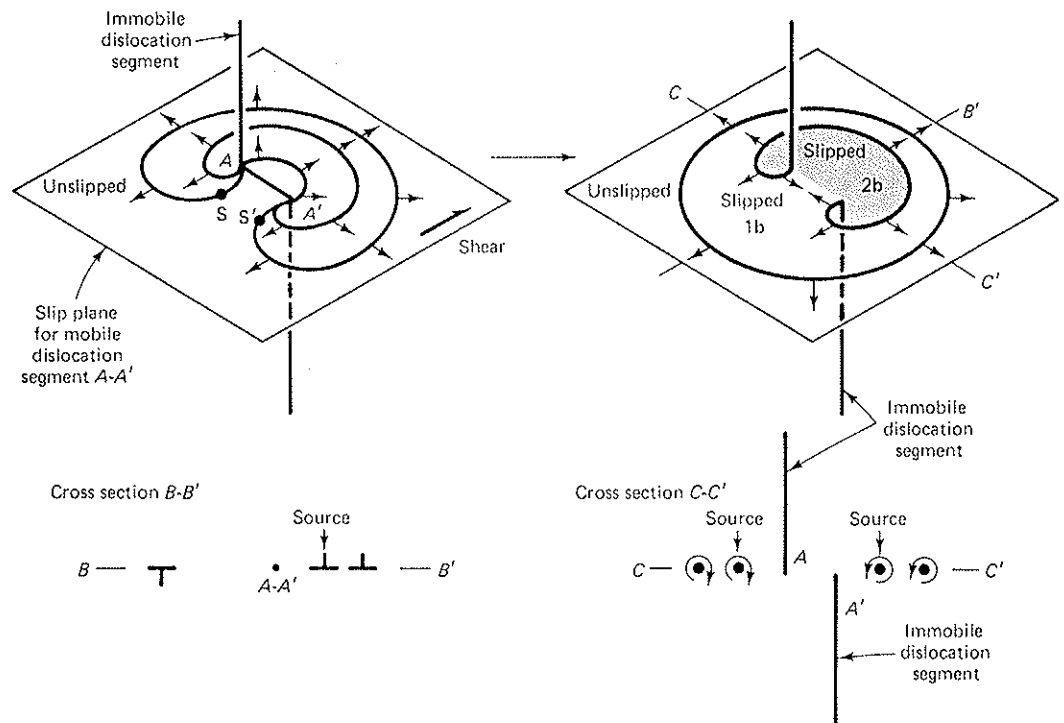 Immobile
dislocation
segment
A
Unslipped
S
S'
A'
Shear
Slip plane
for mobile
dislocation
segment A-A'
C
B'
Slipped
2b
Unslipped
Slipped
1b
C'
Immobile
dislocation
segment
Cross section B-B'
Source
B
A-A'
B'
Cross section C-C'
Source
Source
C
A
C'
A'
Immobile
dislocation
segment